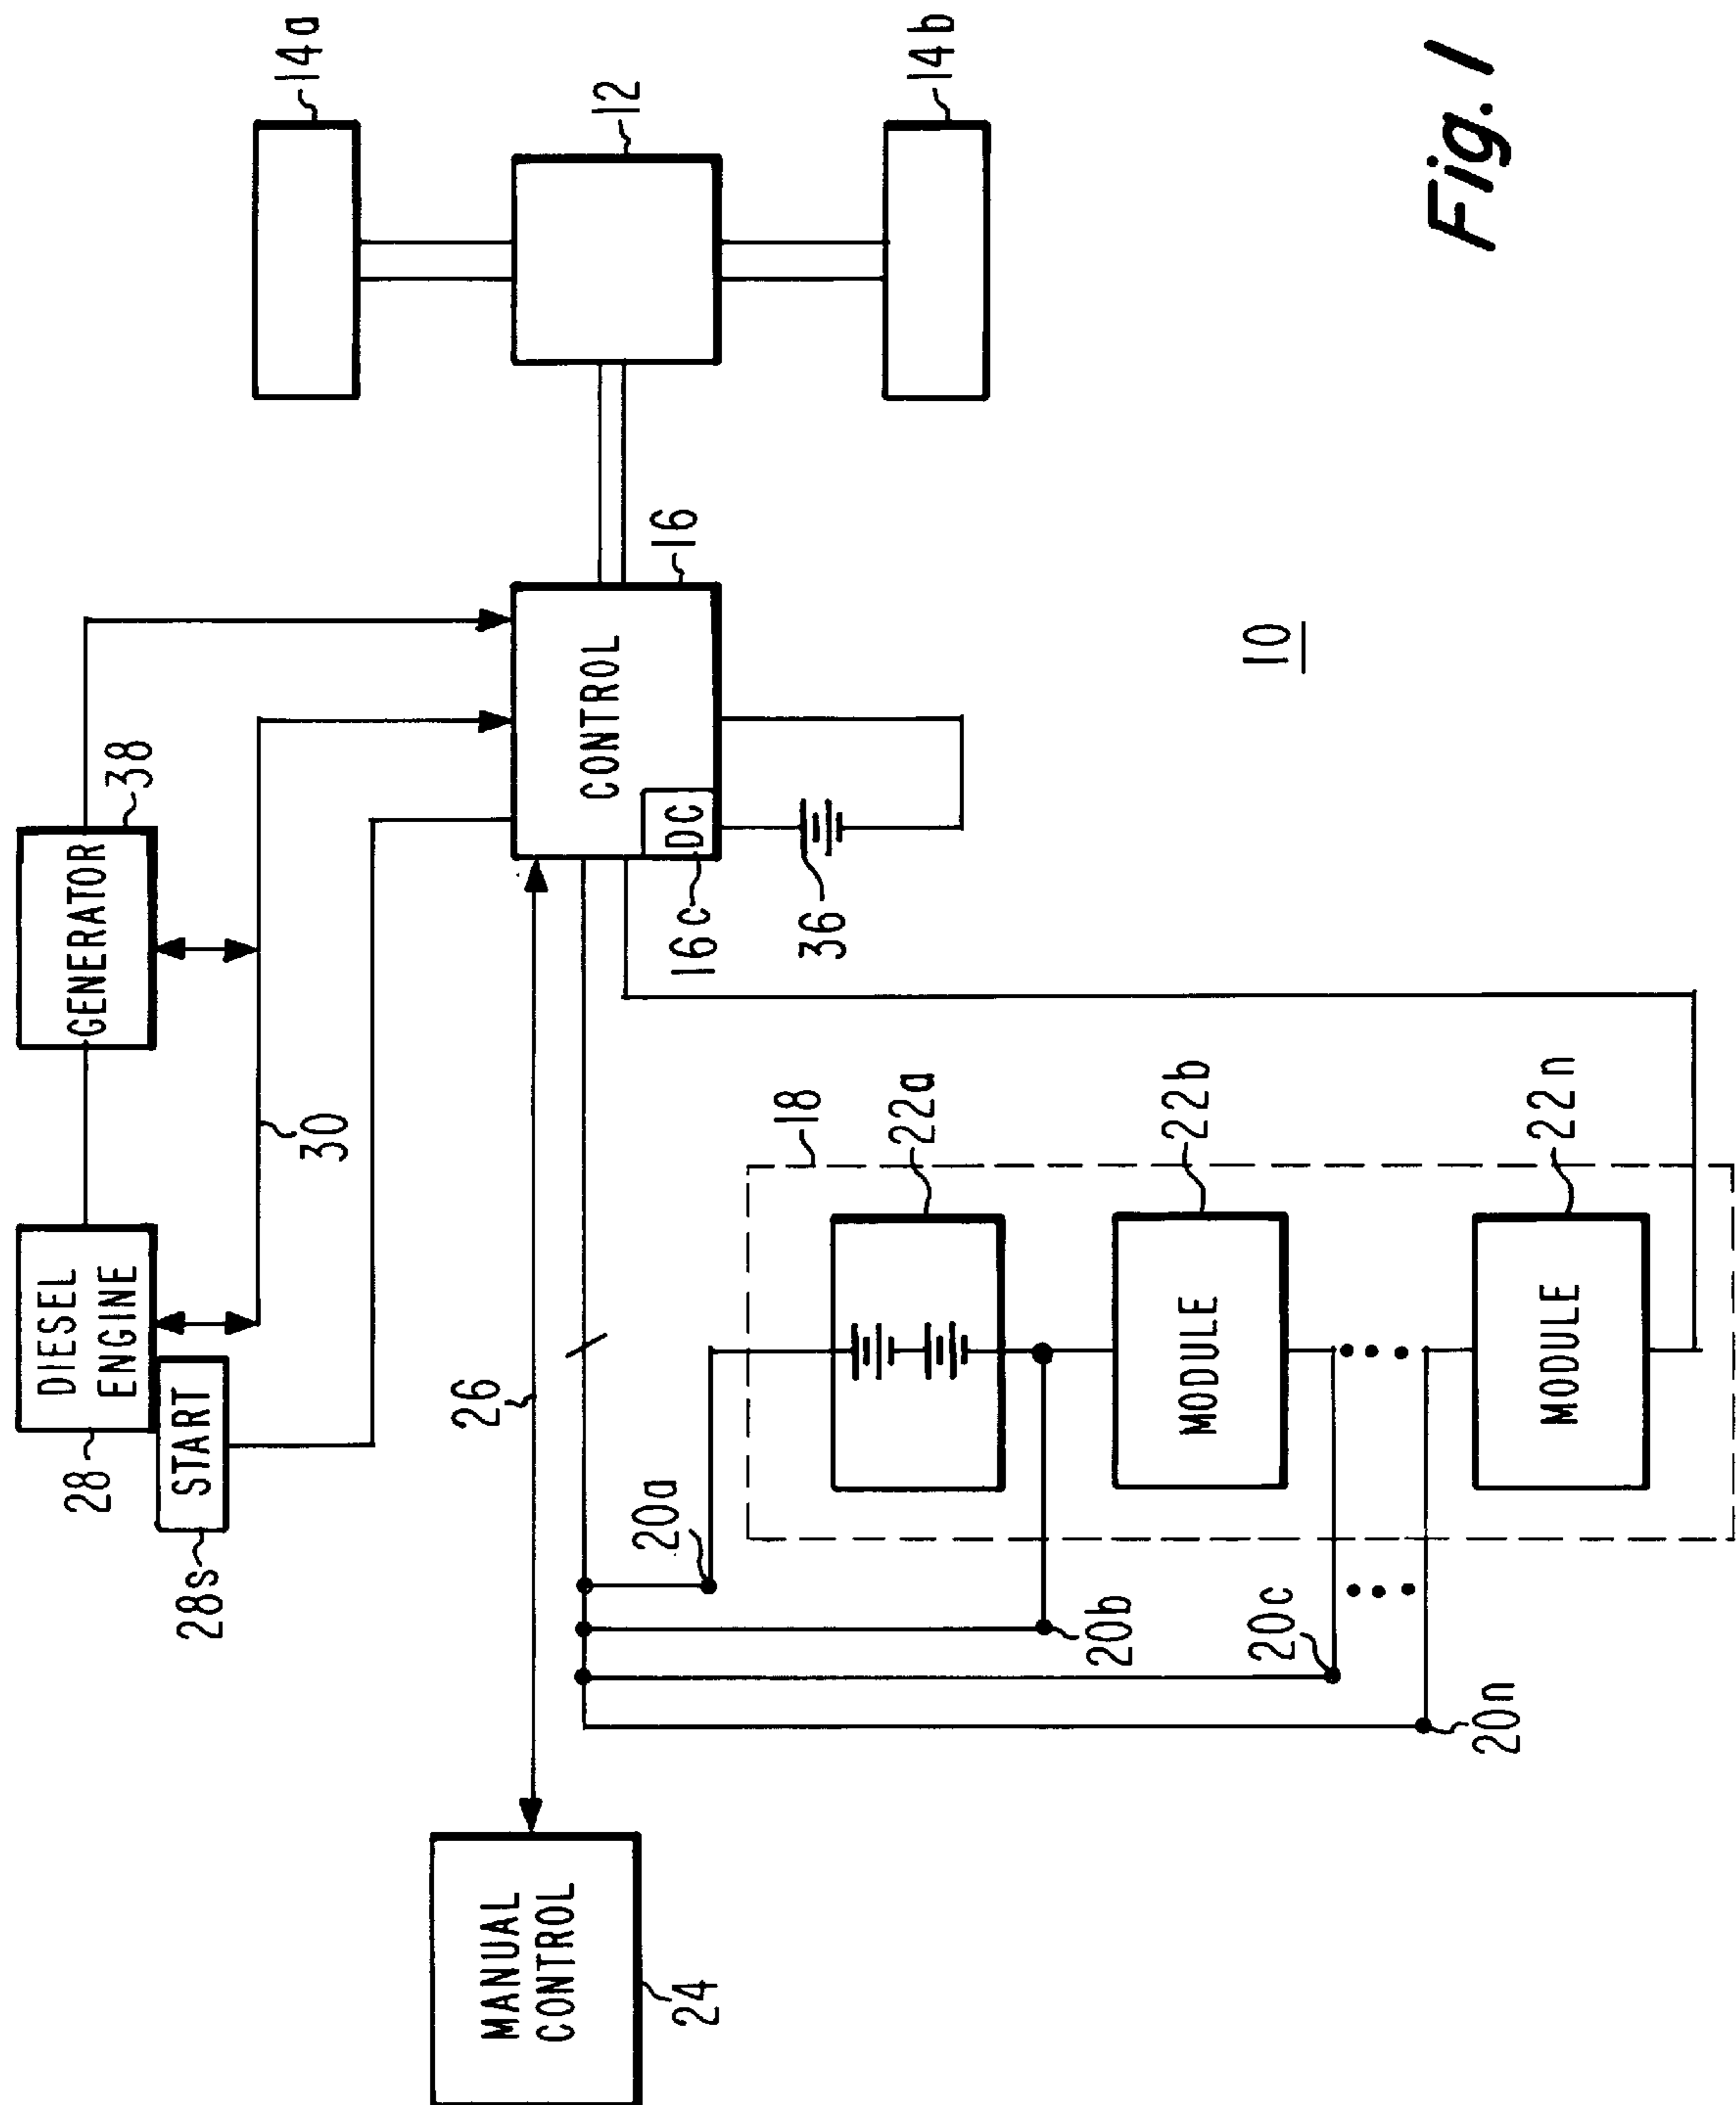 28
DIESEL
ENGINE
GENERATOR
38
28s
START
30
14a
MANUAL
CONTROL
24
26
CONTROL
16
12
DC
16c
36
14b
20a
18
22a
20b
MODULE
22b
20c
20n
MODULE
22n
10
Fig. 1